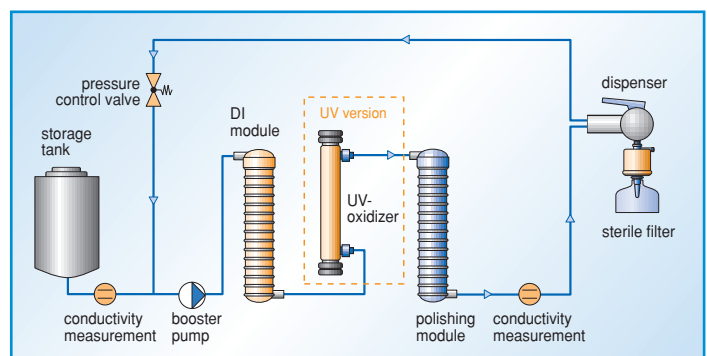 pressure
control valve
storage
tank
DI
module
UV version
UV-
oxidizer
dispenser
sterile filter
conductivity
measurement
booster
pump
polishing
module
conductivity
measurement